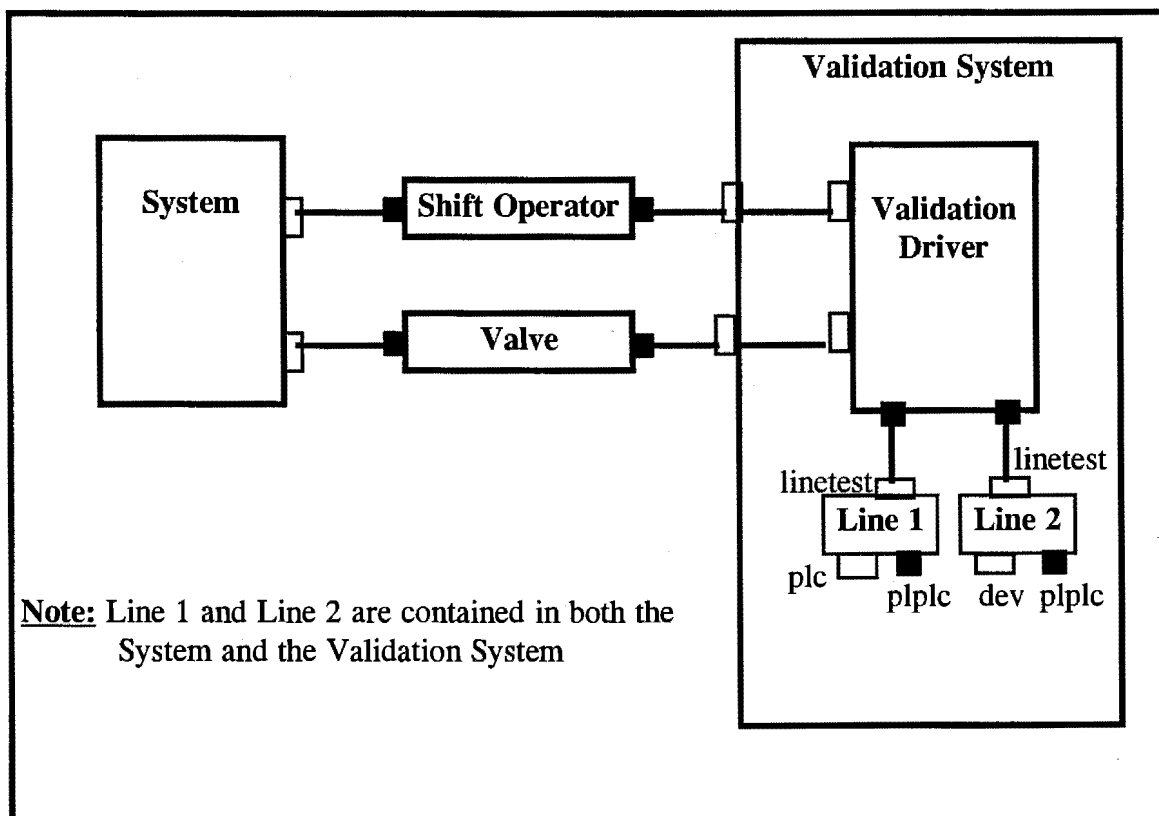 Validation System
System
Shift Operator
Validation
Driver
Valve
linetest
linetest
Line 1
Line 2
plc
plplc
dev
plplc
Note: Line 1 and Line 2 are contained in both the
System and the Validation System